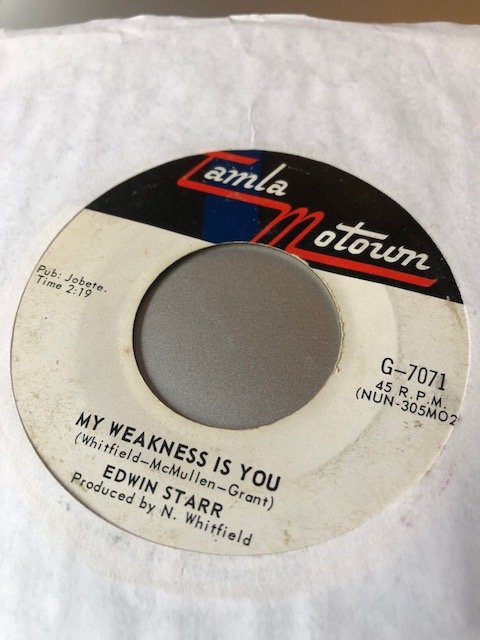 Tamla
Motown
Pub: Jobete.
Time 2:19
G-7071
45 R.P.M.
(NUN-305MO2
MY WEAKNESS IS YOU
(Whitfield-McMullen-Grant)
EDWIN STARR
Produced by N. Whitfield